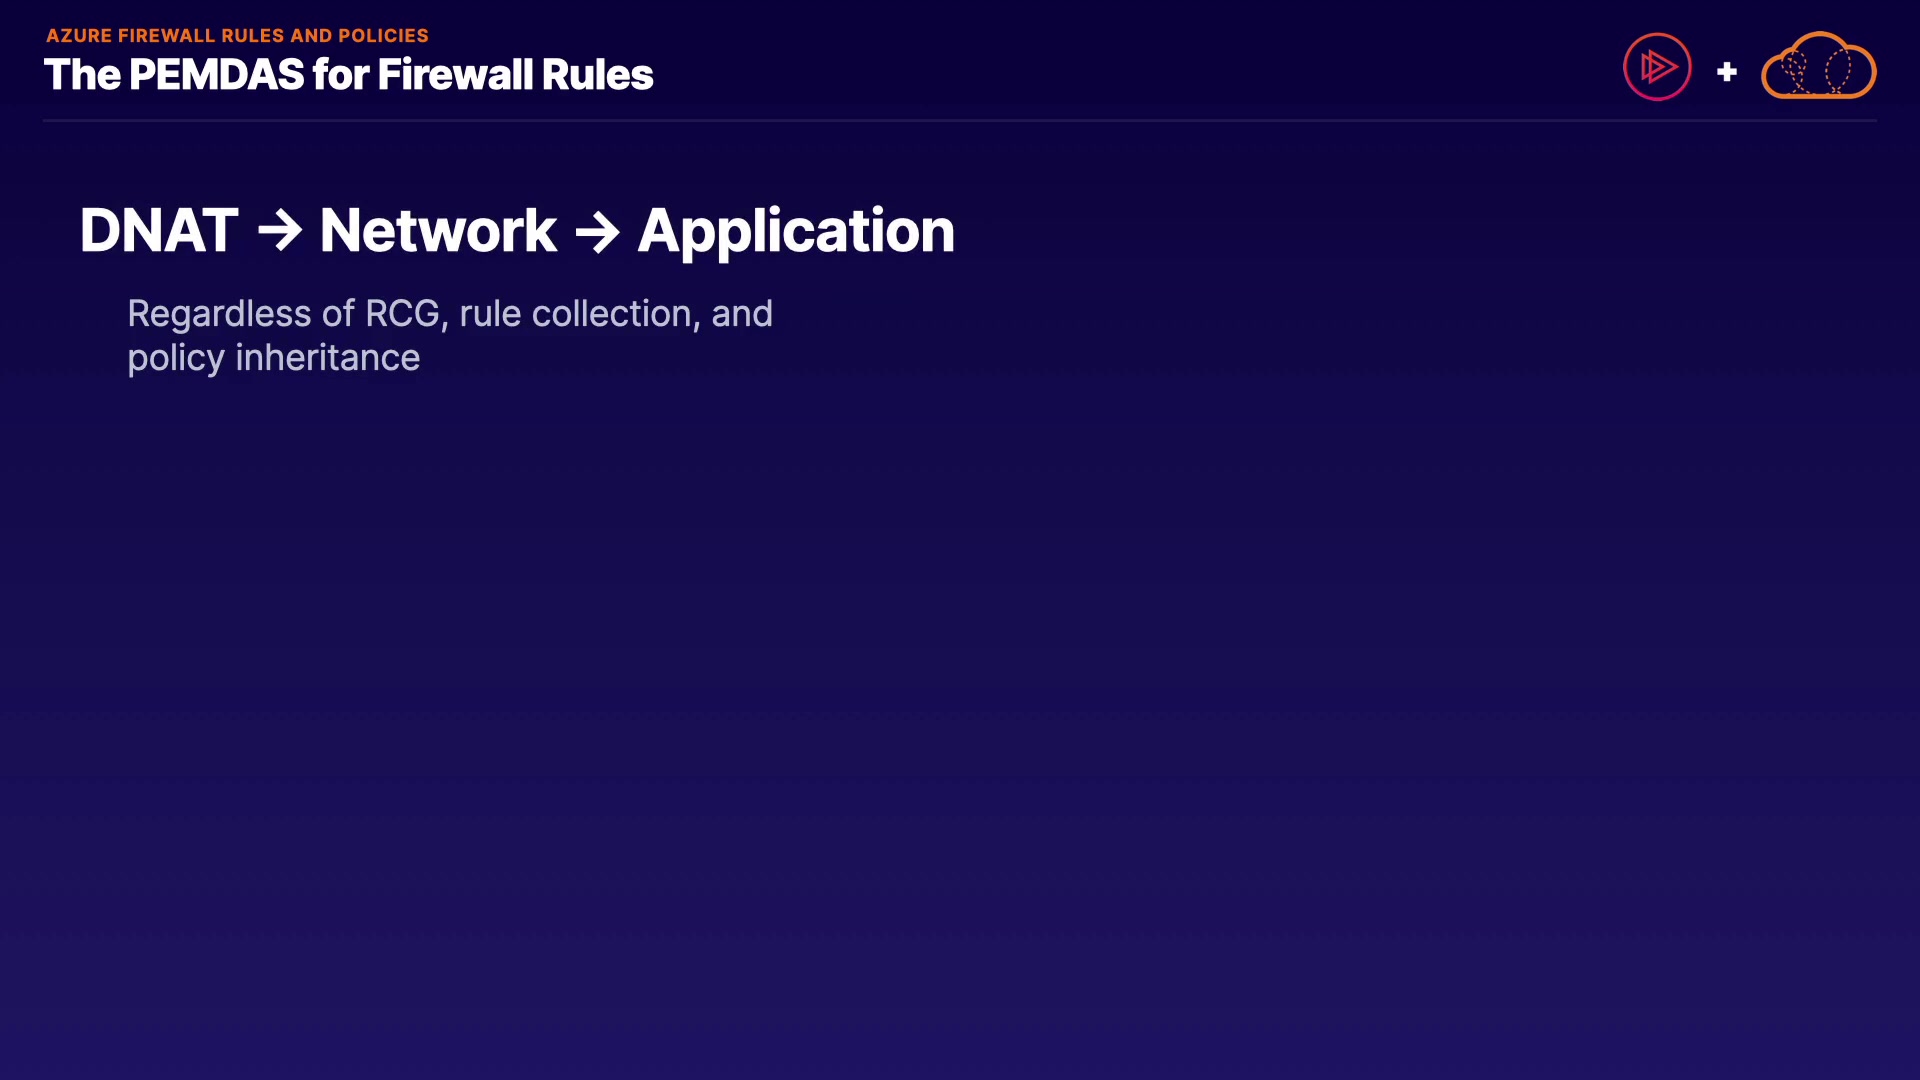 AZURE FIREWALL RULES AND POLICIES
The PEMDAS for Firewall Rules
DNAT → Network → Application
Regardless of RCG, rule collection, and
policy inheritance